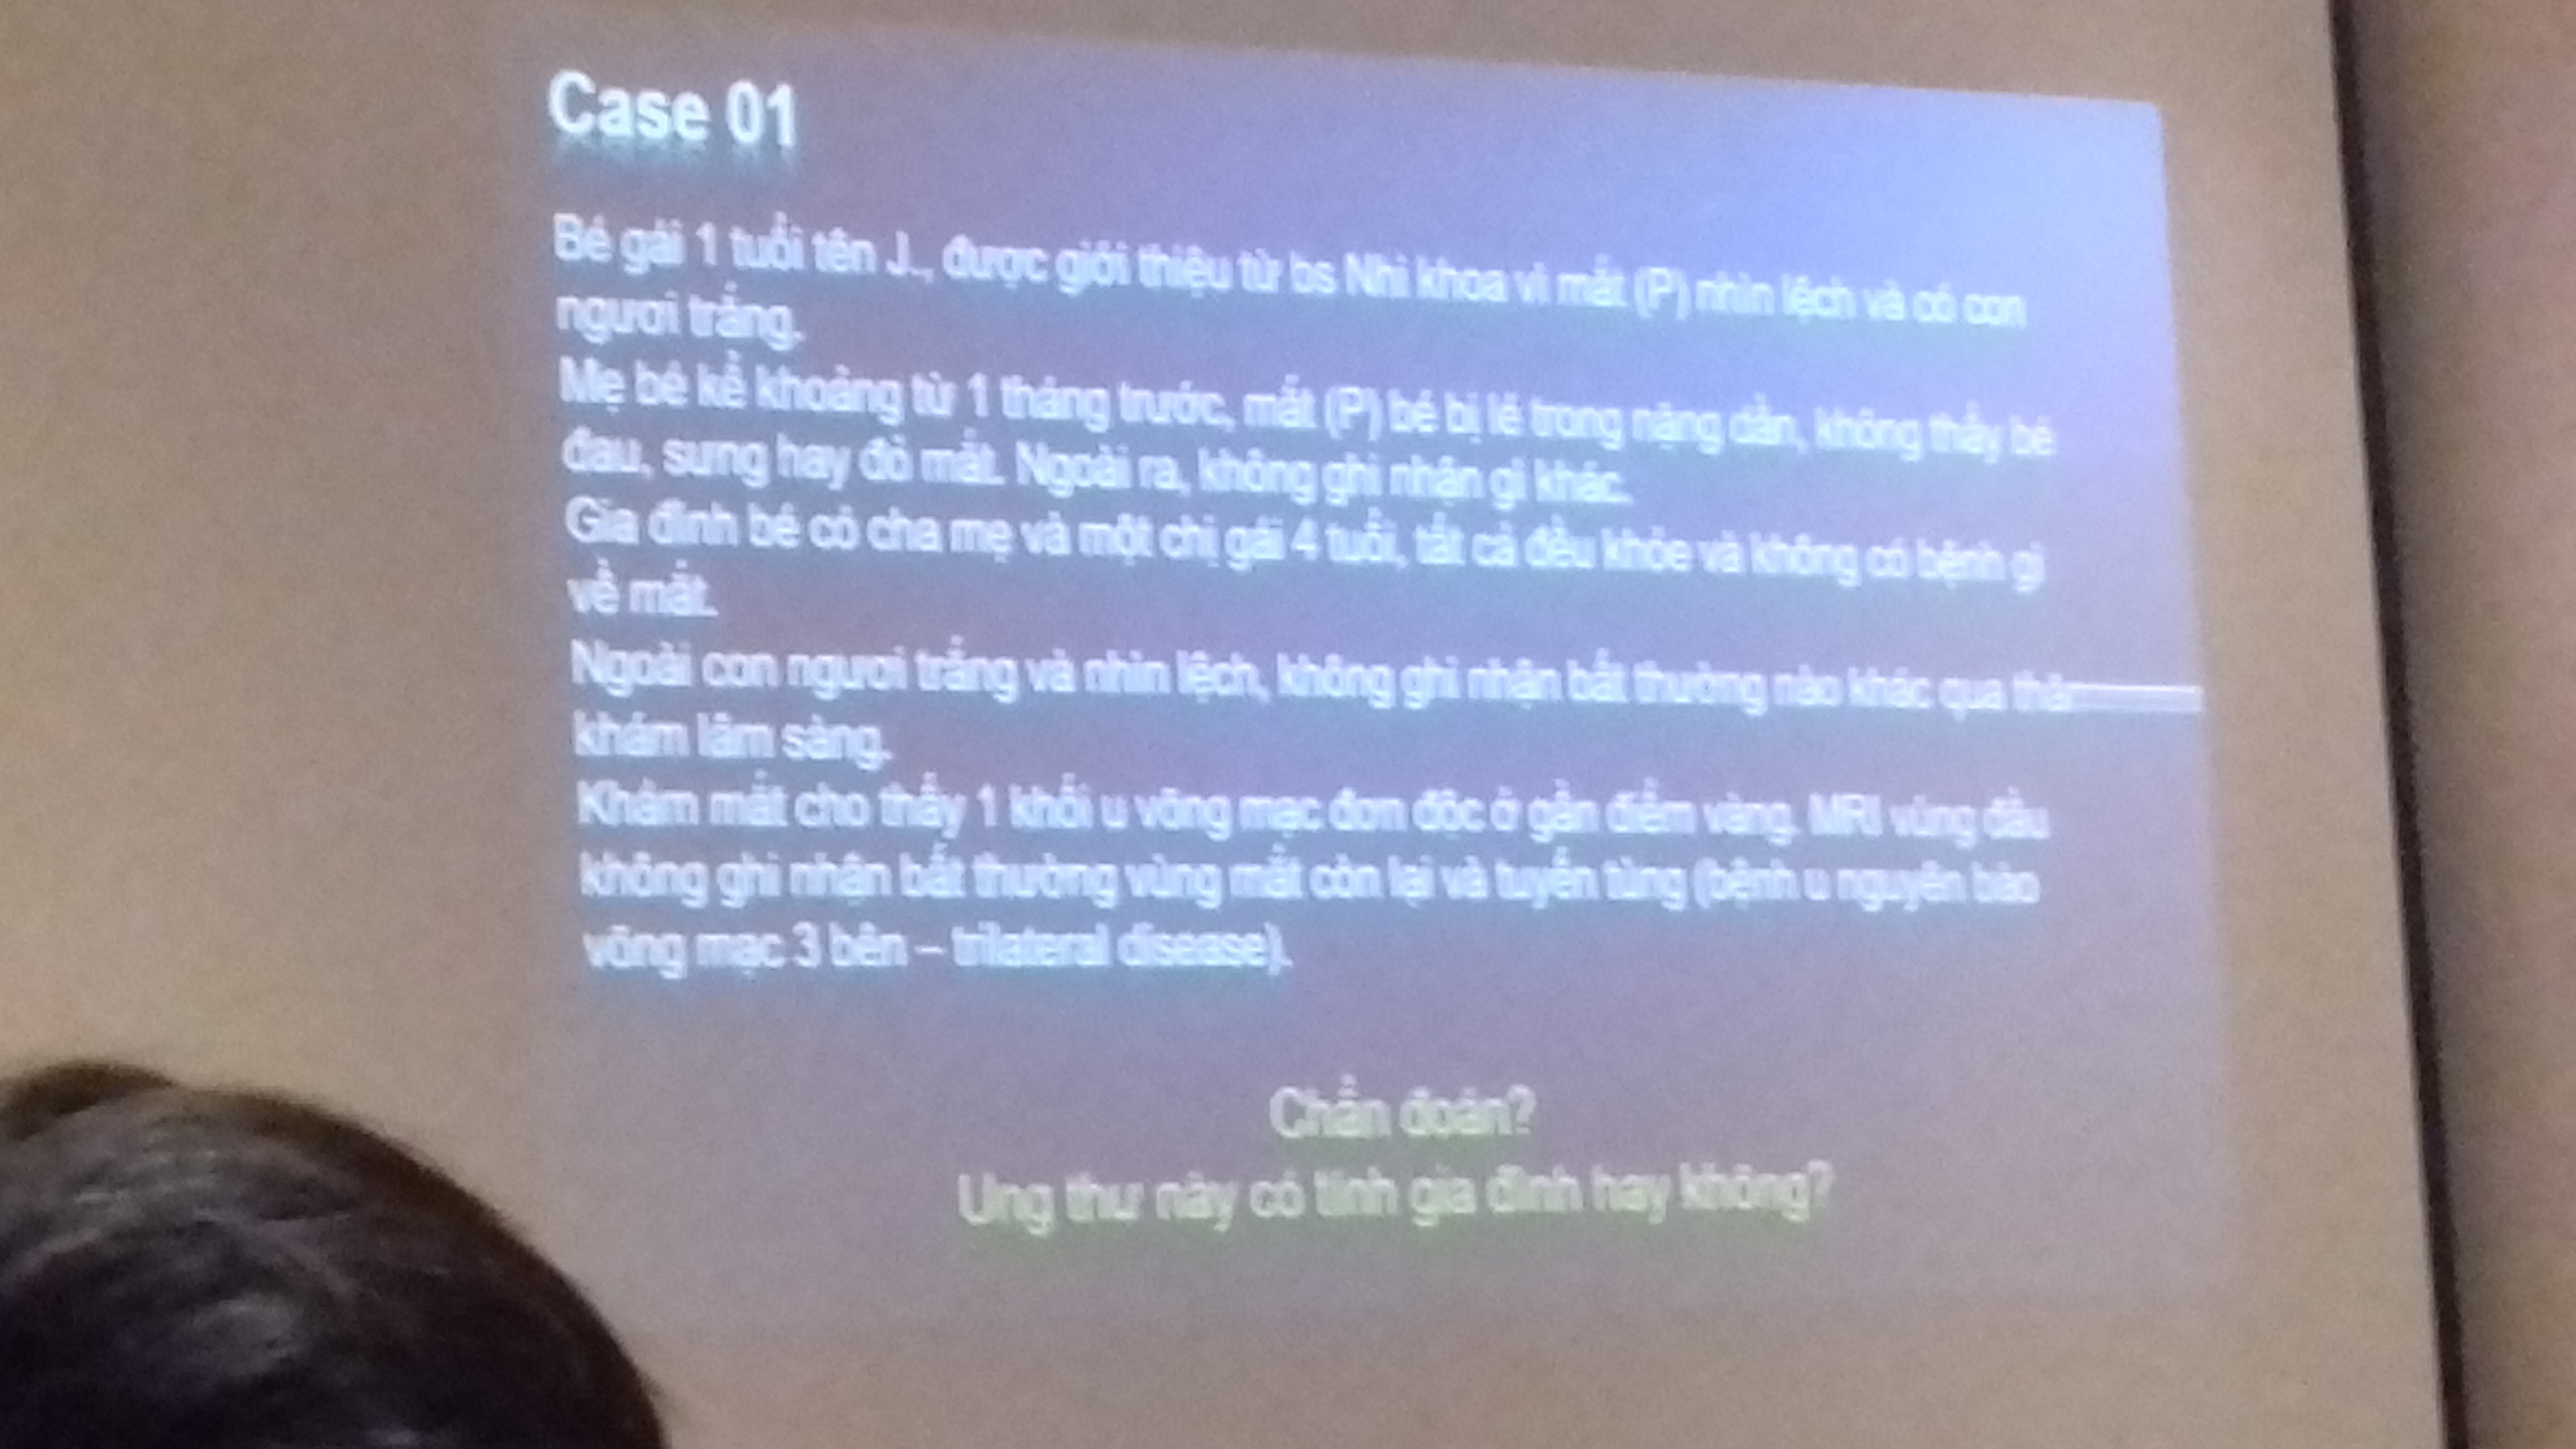 Case 01
Bé gái 1 tuổi tên J., được giới thiệu từ bs Nhi khoa vì mắt (P) nhìn lệch và có con
ngươi trắng.
Mẹ bé kể khoảng từ 1 tháng trước, mắt (P) bé bị lé trong nặng dần, không thấy bé
đau, sưng hay đỏ mắt. Ngoài ra, không ghi nhận gì khác.
Gia đình bé có cha mẹ và một chị gái 4 tuổi, tất cả đều khỏe và không có bệnh gì
về mắt.
Ngoài con ngươi trắng và nhìn lệch, không ghi nhận bất thường nào khác qua
khám lâm sàng.
Khám mắt cho thấy 1 khối u võng mạc đơn độc ở gần điểm vàng. MRI vùng đầu
không ghi nhận bất thường vùng mắt còn lại và tuyến tùng (bệnh u nguyên bào
võng mạc 3 bên – trilateral disease).
Chẩn đoán?
Ung thư này có tính gia đình hay không?